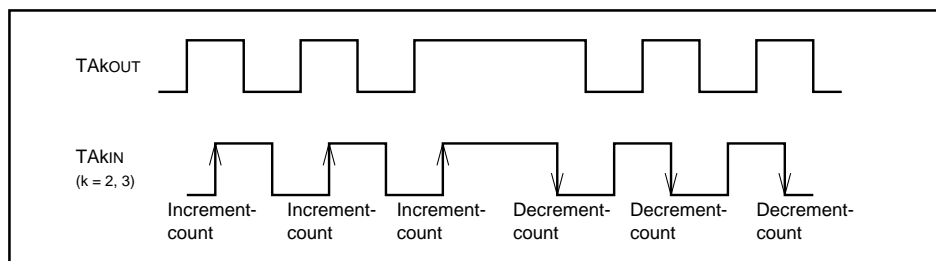 TAkOUT
TAkIN
(k = 2, 3)
Increment-
count
Increment-
count
Increment-
count
Decrement-
count
Decrement-
count
Decrement-
count